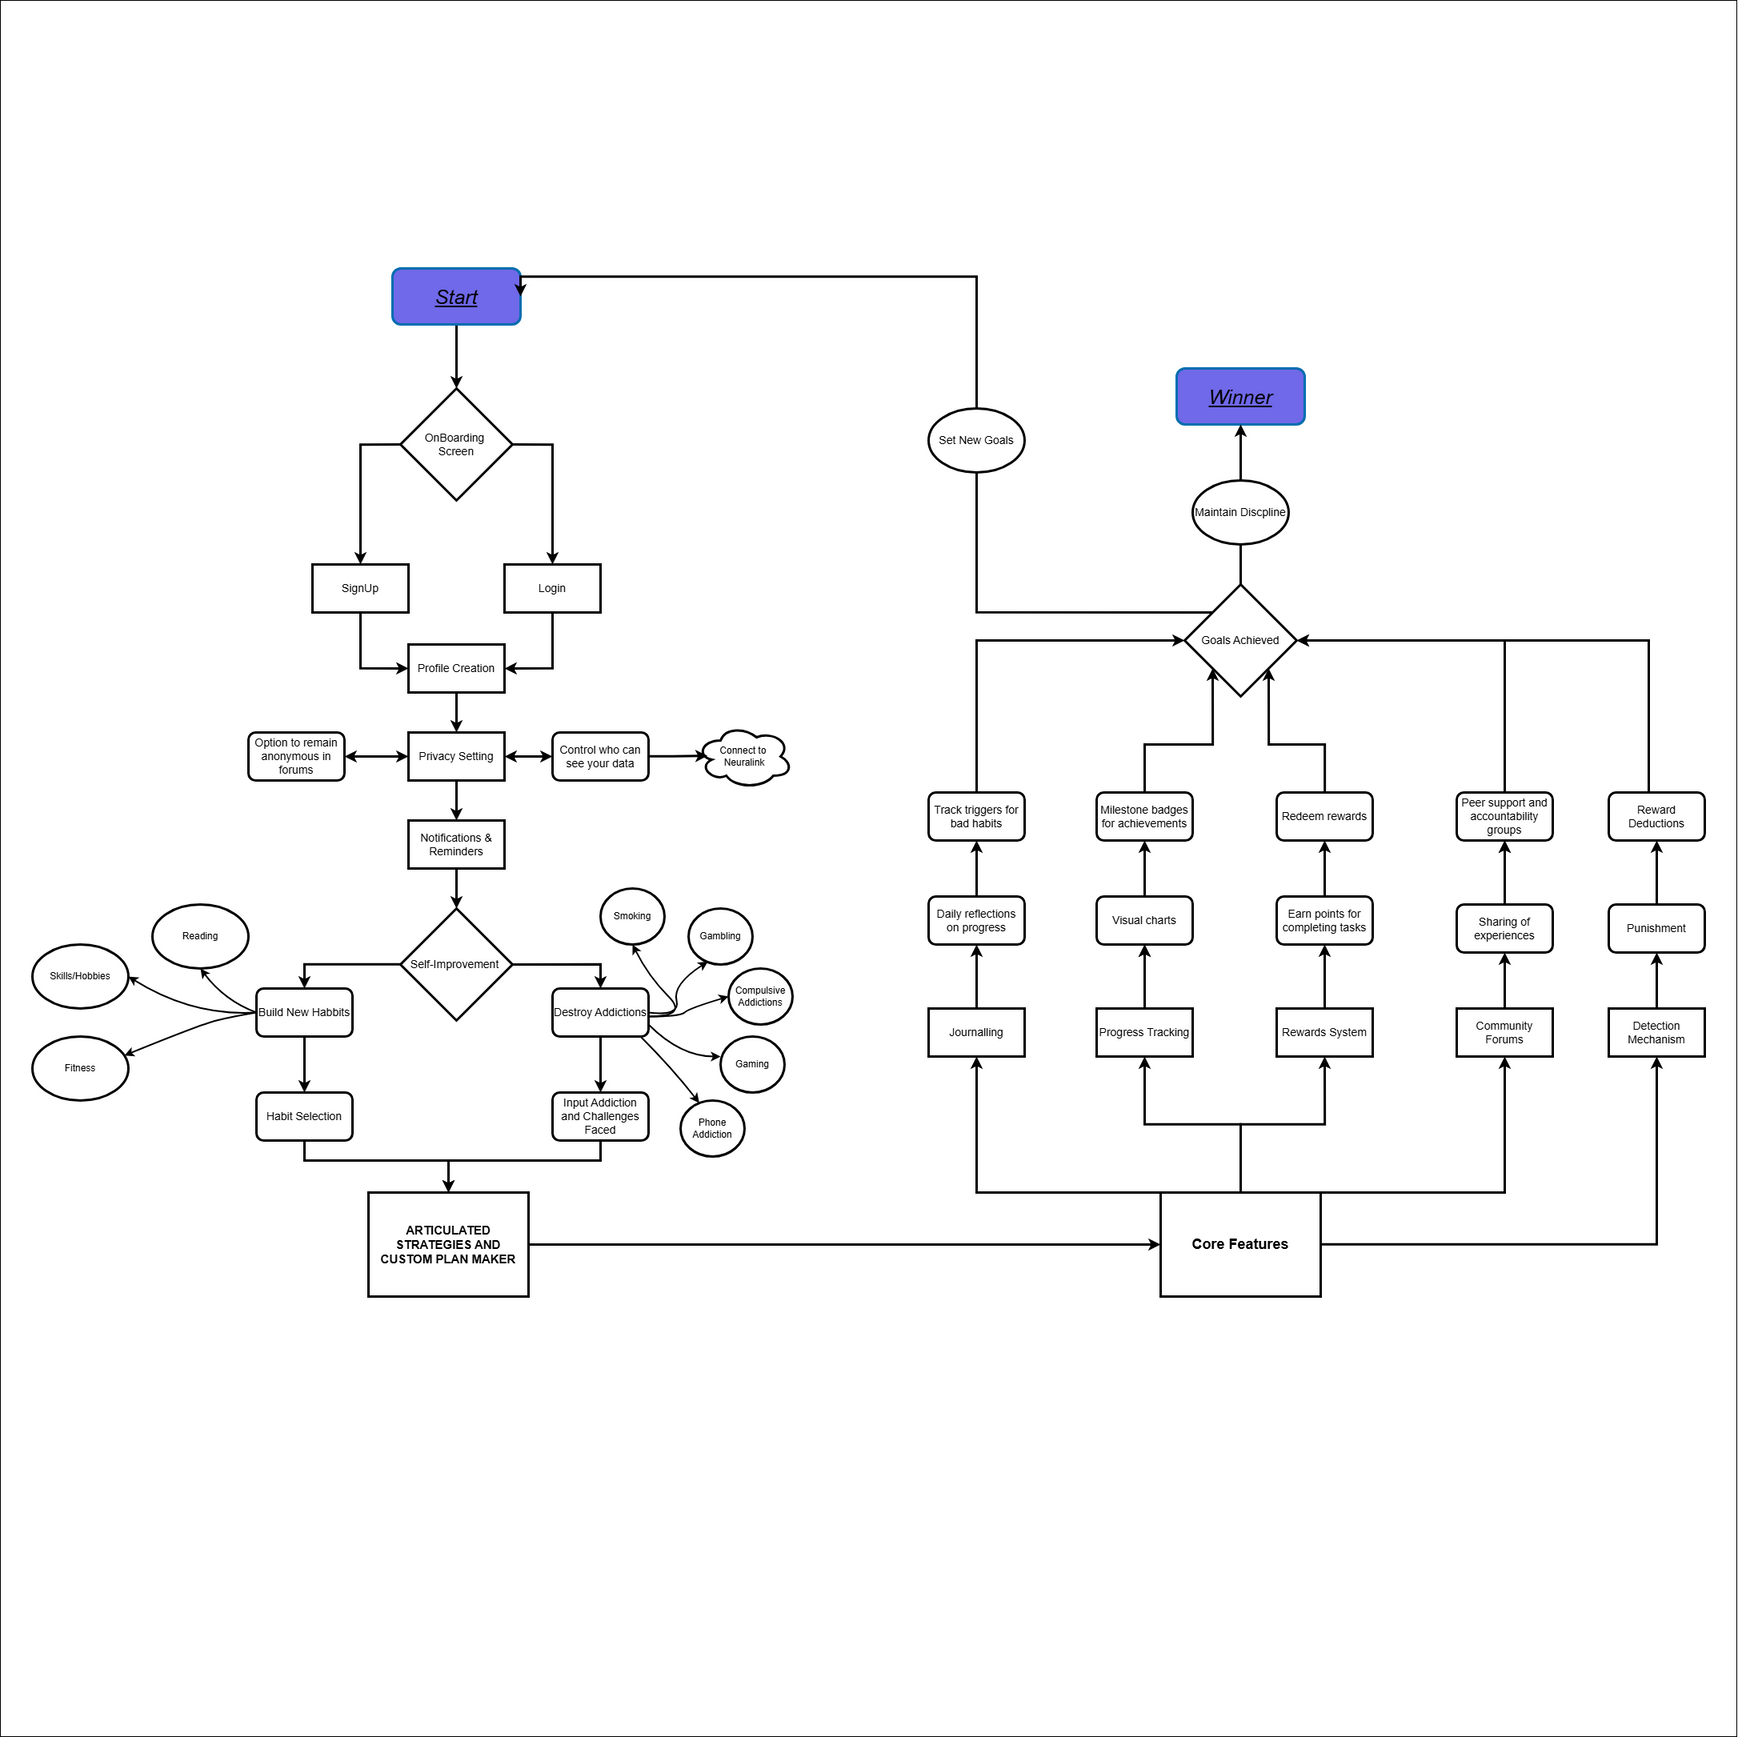 Start
OnBoarding
Screen
SignUp
Login
Profile Creation
Option to remain
anonymous in
forums
Privacy Setting
Control who can
see your data
Connect to
Neuralink
Notifications &
Reminders
Self-Improvement
Reading
Skills/Hobbies
Fitness
Build New Habbits
Habit Selection
Smoking
Gambling
Compulsive
Addictions
Gaming
Phone
Addiction
Destroy Addictions
Input Addiction
and Challenges
Faced
ARTICULATED
STRATEGIES AND
CUSTOM PLAN MAKER
Core Features
Journalling
Daily reflections
on progress
Track triggers for
bad habits
Progress Tracking
Visual charts
Milestone badges
for achievements
Rewards System
Earn points for
completing tasks
Redeem rewards
Community
Forums
Sharing of
experiences
Peer support and
accountability
groups
Detection
Mechanism
Punishment
Reward
Deductions
Goals Achieved
Set New Goals
Maintain Discpline
Winner